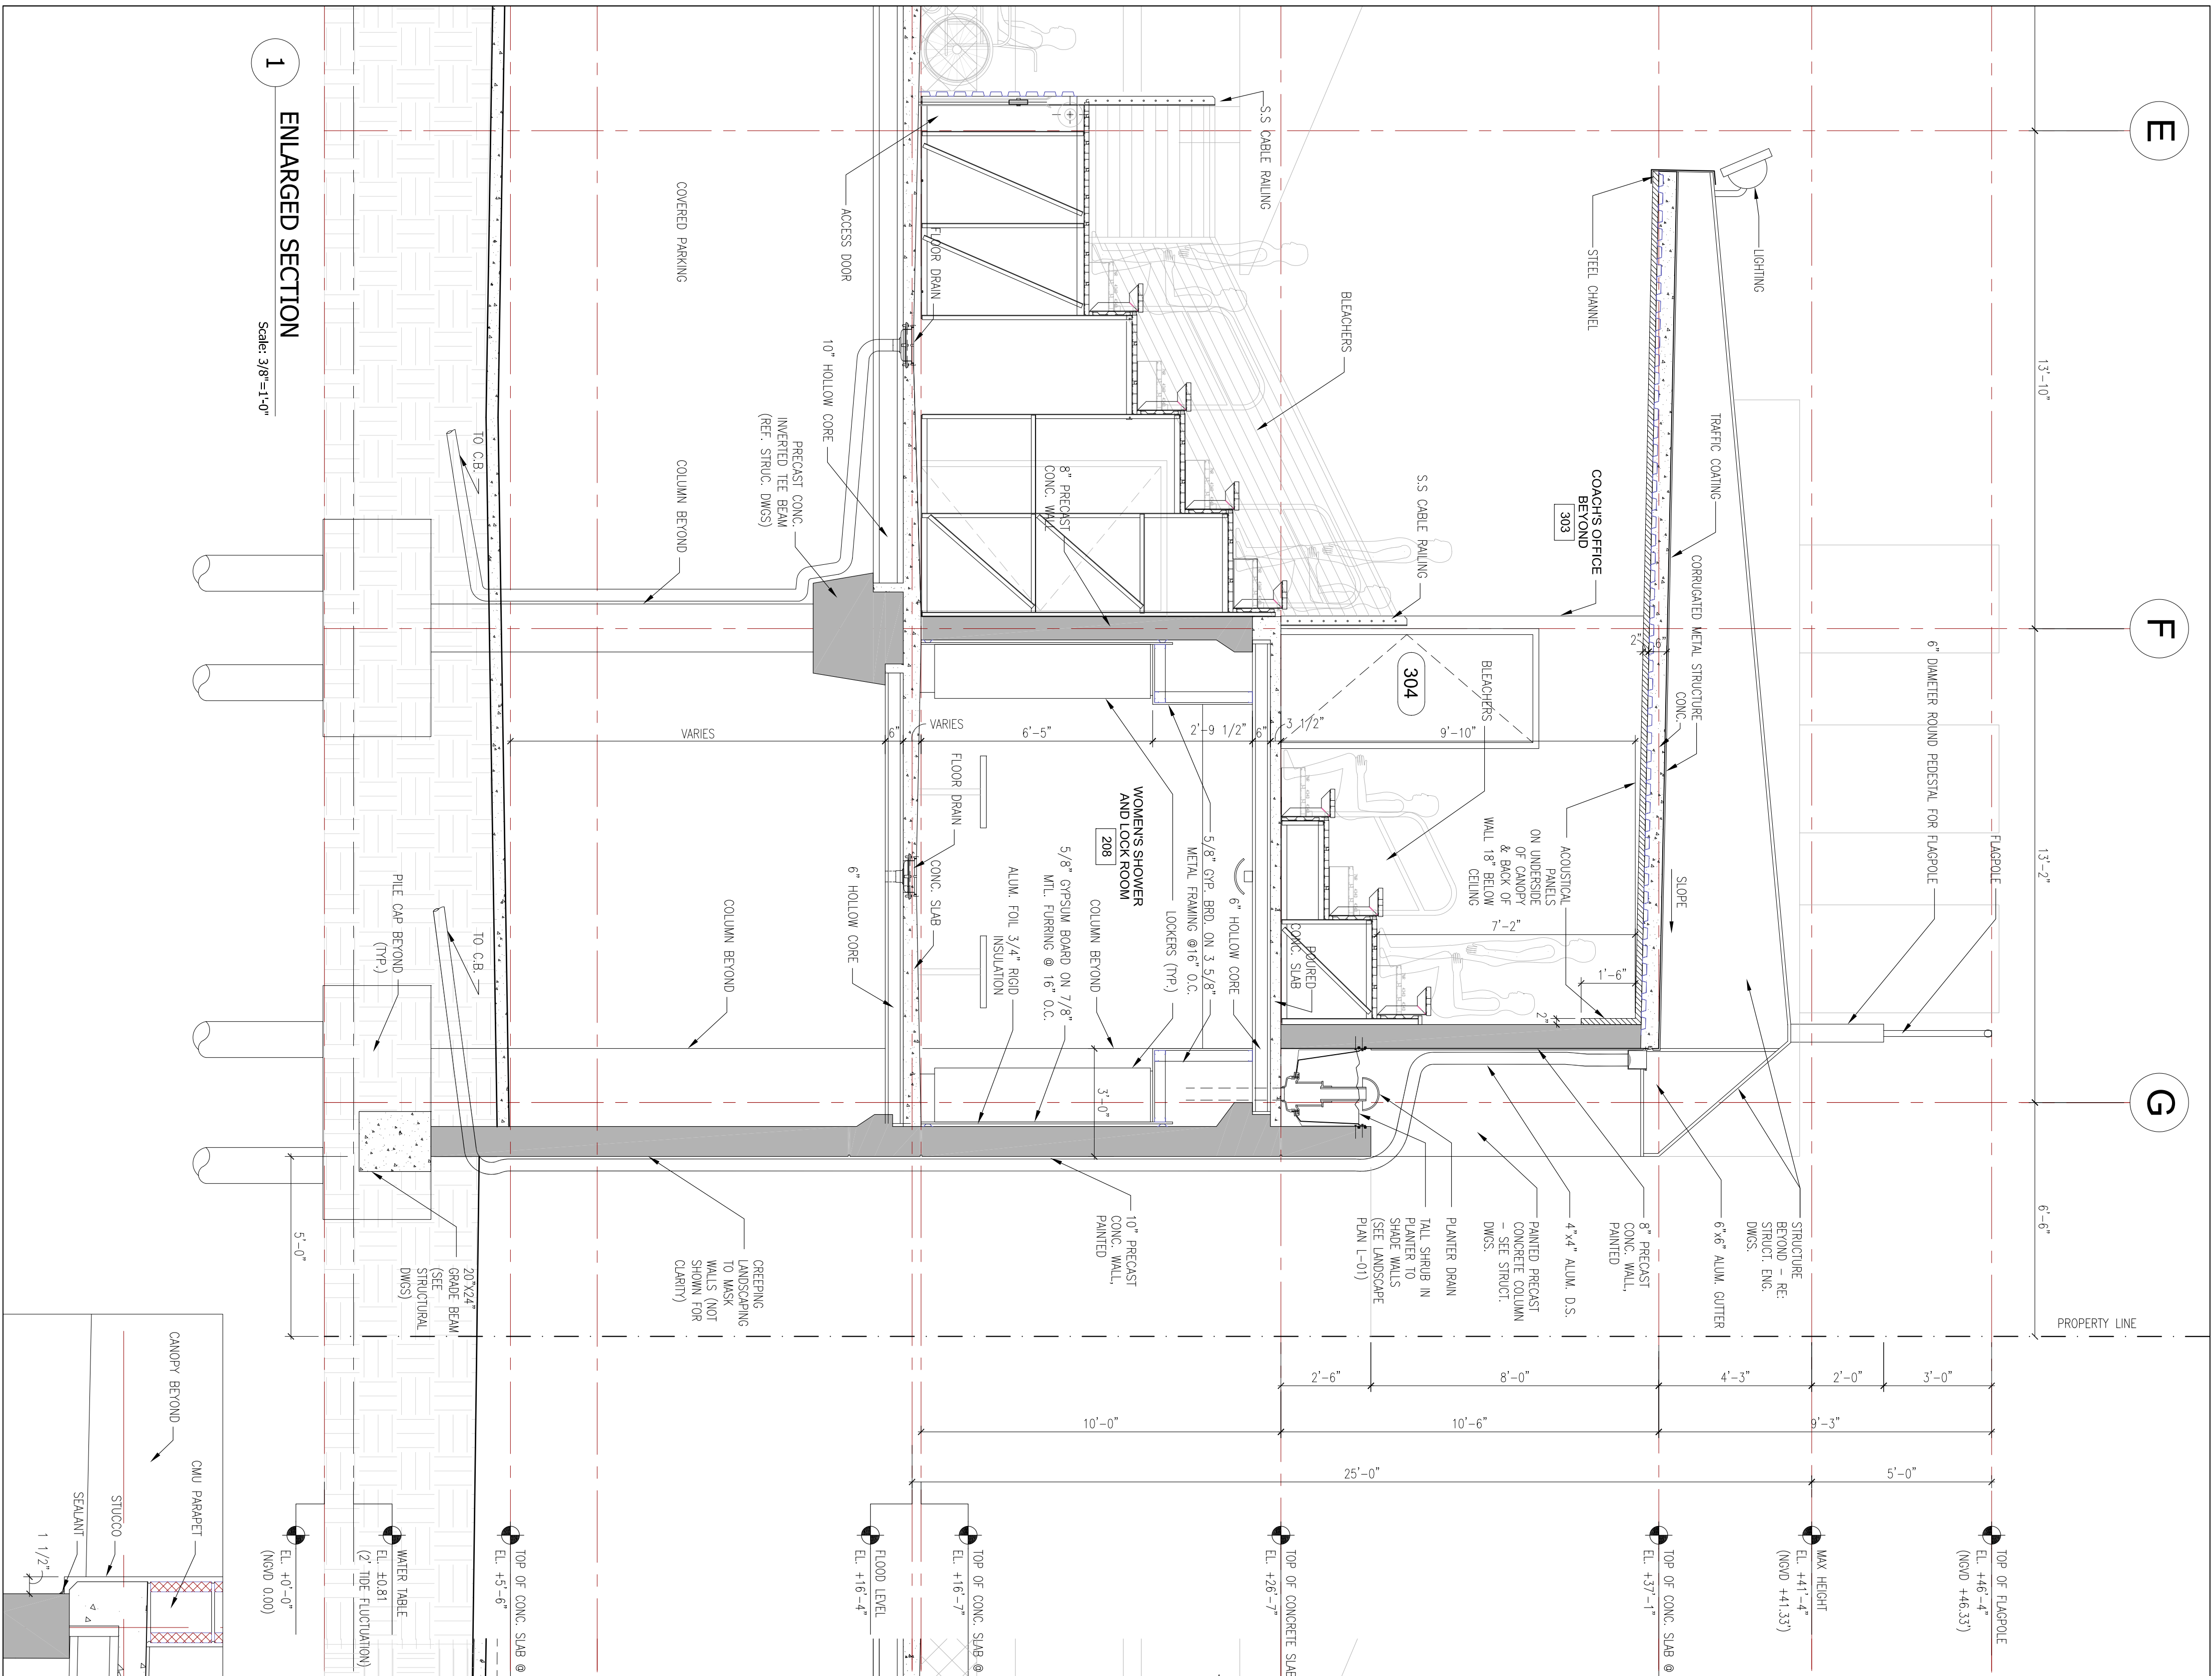 E
F
G
13'-10"
13'-2"
6'-6"
PROPERTY LINE
LIGHTING
STEEL CHANNEL
TRAFFIC COATING
CORRUGATED METAL STRUCTURE
CONC.
6" DIAMETER ROUND PEDESTAL FOR FLAGPOLE
FLAGPOLE
SLOPE
COACH'S OFFICE
BEYOND
303
2"
6"
S.S CABLE RAILING
BLEACHERS
S.S CABLE RAILING
304
BLEACHERS
9'-10"
ACOUSTICAL
PANELS
ON UNDERSIDE
OF CANOPY
& BACK OF
WALL 18" BELOW
CEILING
7'-2"
1'-6"
2"
POURED
CONC. SLAB
STRUCTURE
BEYOND - RE:
STRUCT. ENG.
DWGS.
6"x6" ALUM. GUTTER
8" PRECAST
CONC. WALL,
PAINTED
4"x4" ALUM. D.S.
PAINTED PRECAST
CONCRETE COLUMN
- SEE STRUCT.
DWGS.
PLANTER DRAIN
TALL SHRUB IN
PLANTER TO
SHADE WALLS
(SEE LANDSCAPE
PLAN L-01)
10" PRECAST
CONC. WALL,
PAINTED
CREEPING
LANDSCAPING
TO MASK
WALLS (NOT
SHOWN FOR
CLARITY)
20"X24"
GRADE BEAM
(SEE
STRUCTURAL
DWGS)
5'-0"
3 1/2"
6"
2'-9 1/2"
6'-5"
VARIES
6"
VARIES
6" HOLLOW CORE
5/8" GYP. BRD. ON 3 5/8"
METAL FRAMING @16" O.C.
LOCKERS (TYP.)
WOMEN'S SHOWER
AND LOCK ROOM
208
COLUMN BEYOND
3'-0"
5/8" GYPSUM BOARD ON 7/8"
MTL. FURRING @ 16" O.C.
ALUM. FOIL 3/4" RIGID
INSULATION
FLOOR DRAIN
CONC. SLAB
6" HOLLOW CORE
COLUMN BEYOND
TO C.B.
PILE CAP BEYOND
(TYP.)
8" PRECAST
CONC. WALL
FLOOR DRAIN
ACCESS DOOR
COVERED PARKING
10" HOLLOW CORE
PRECAST CONC.
INVERTED TEE BEAM
(REF. STRUC. DWGS)
COLUMN BEYOND
TO C.B.
3'-0"
2'-0"
4'-3"
8'-0"
2'-6"
9'-3"
10'-6"
10'-0"
5'-0"
25'-0"
TOP OF FLAGPOLE
EL. +46'-4"
(NGVD +46.33')
MAX HEIGHT
EL. +41'-4"
(NGVD +41.33')
TOP OF CONC. SLAB @
EL. +37'-1"
TOP OF CONCRETE SLAB
EL. +26'-7"
TOP OF CONC. SLAB @
EL. +16'-7"
FLOOD LEVEL
EL. +16'-4"
TOP OF CONC. SLAB @
EL. +5'-6"
WATER TABLE
EL. ±0.81
(2' TIDE FLUCTUATION)
EL. +0'-0"
(NGVD 0.00)
1
ENLARGED SECTION
Scale: 3/8"=1'-0"
CANOPY BEYOND
CMU PARAPET
STUCCO
SEALANT
1 1/2"